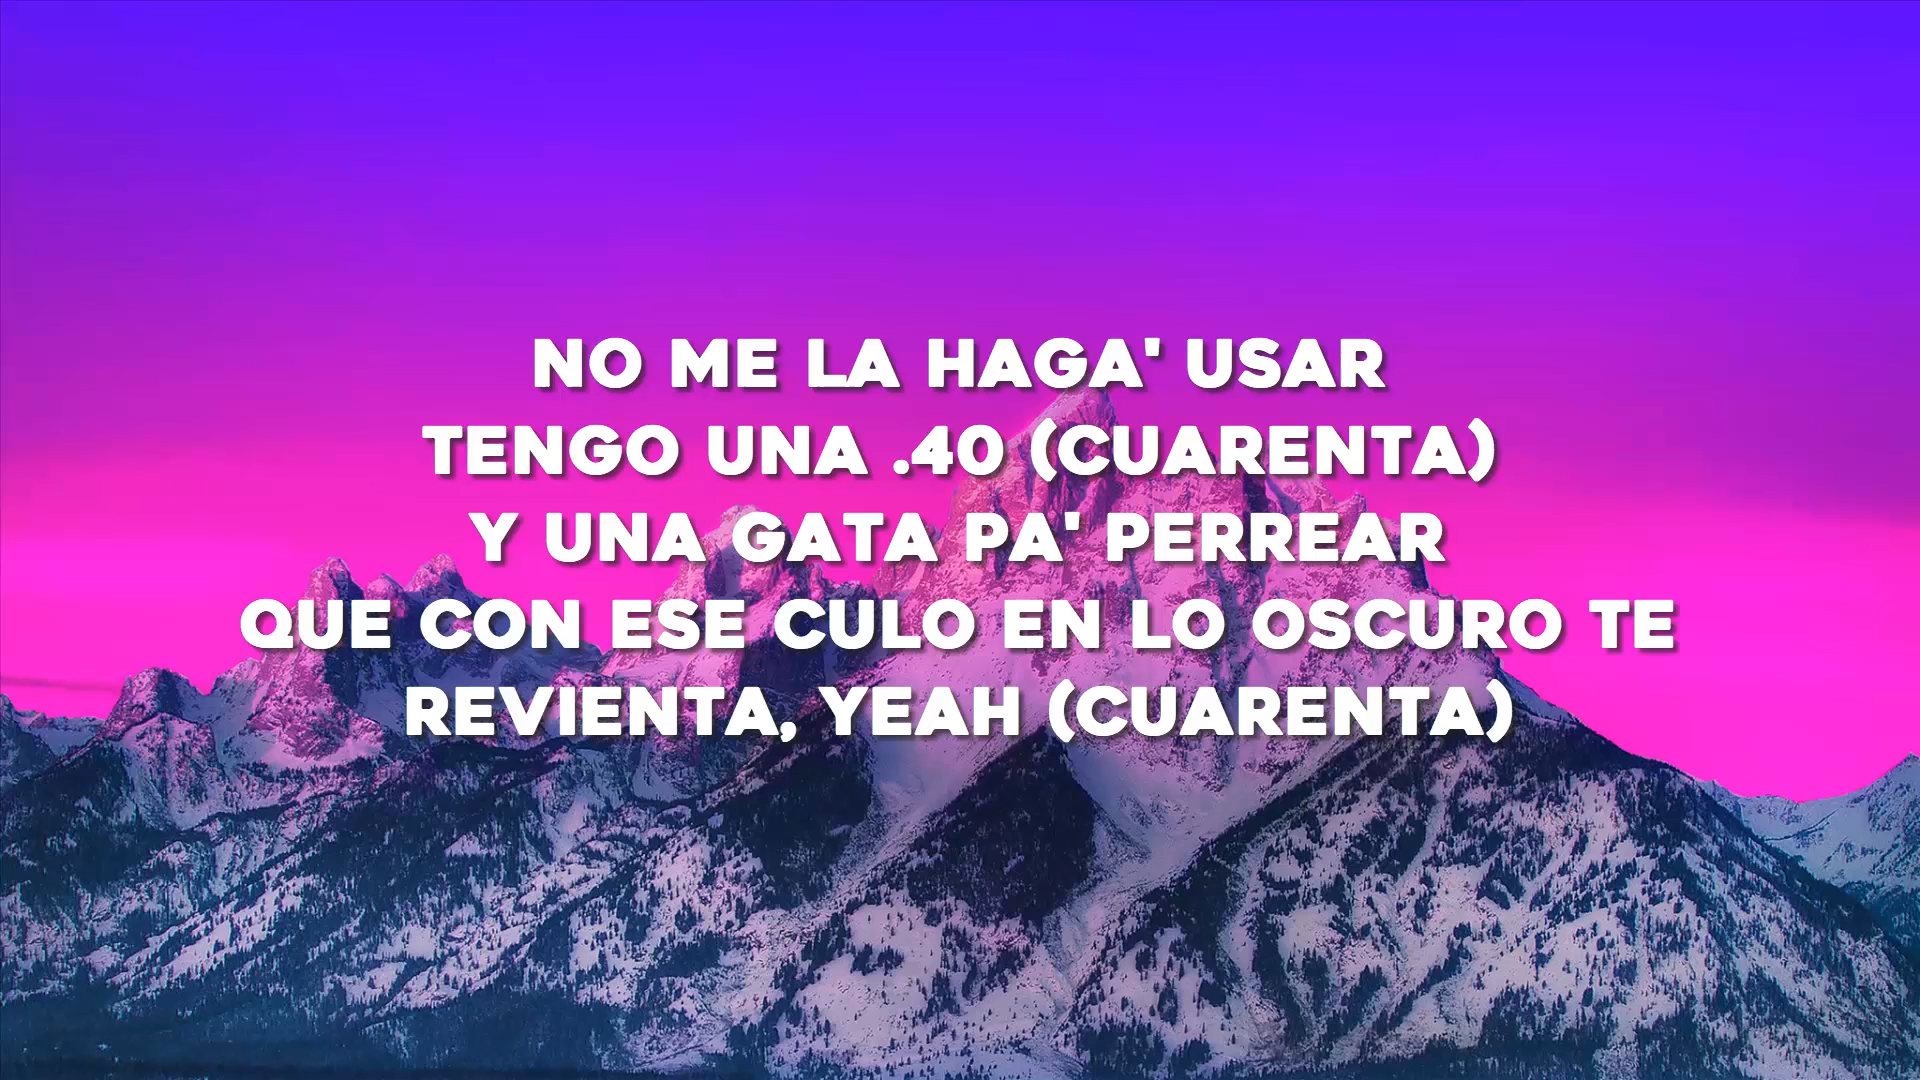 NO ME LA HAGA' USAR
TENGO UNA .40 (CUARENTA)
Y UNA GATA PA' PERREAR
QUE CON ESE CULO EN LO OSCURO TE
REVIENTA, YEAH (CUARENTA)